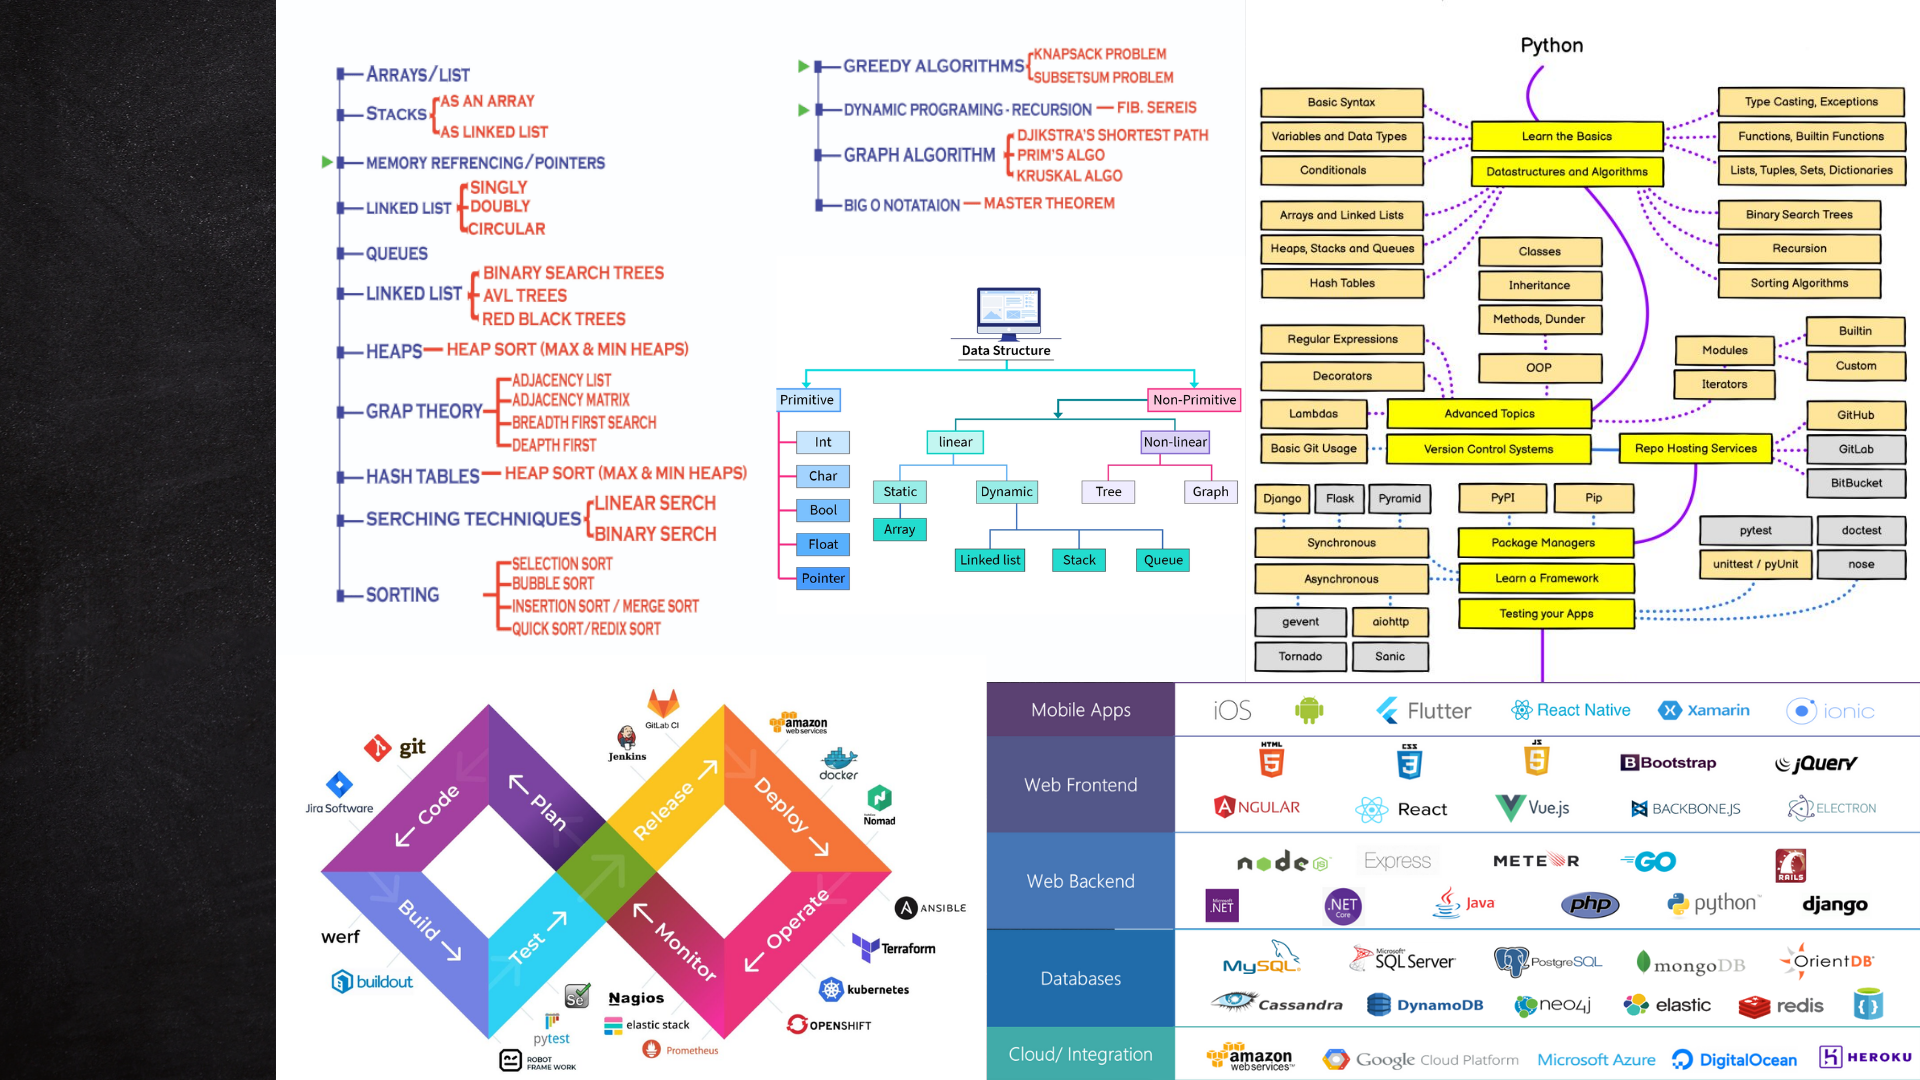 ARRAYS/LIST
STACKS
AS AN ARRAY
AS LINKED LIST
MEMORY REFRENCING/POINTERS
LINKED LIST
SINGLY
DOUBLY
CIRCULAR
QUEUES
LINKED LIST
BINARY SEARCH TREES
AVL TREES
RED BLACK TREES
HEAPS
HEAP SORT (MAX & MIN HEAPS)
GRAP THEORY
ADJACENCY LIST
ADJACENCY MATRIX
BREADTH FIRST SEARCH
DEAPTH FIRST
HASH TABLES
HEAP SORT (MAX & MIN HEAPS)
SERCHING TECHNIQUES
LINEAR SERCH
BINARY SERCH
SORTING
SELECTION SORT
BUBBLE SORT
INSERTION SORT / MERGE SORT
QUICK SORT/REDIX SORT
GREEDY ALGORITHMS
KNAPSACK PROBLEM
SUBSETSUM PROBLEM
DYNAMIC PROGRAMING - RECURSION
FIB. SEREIS
GRAPH ALGORITHM
DJIKSTRA'S SHORTEST PATH
PRIM'S ALGO
KRUSKAL ALGO
BIG O NOTATAION
MASTER THEOREM
Data Structure
Primitive
Non-Primitive
Int
Char
Bool
Float
Pointer
linear
Non-linear
Static
Dynamic
Tree
Graph
Array
Linked list
Stack
Queue
Python
Basic Syntax
Variables and Data Types
Conditionals
Learn the Basics
Type Casting, Exceptions
Functions, Builtin Functions
Lists, Tuples, Sets, Dictionaries
Datastructures and Algorithms
Arrays and Linked Lists
Heaps, Stacks and Queues
Hash Tables
Binary Search Trees
Recursion
Sorting Algorithms
Classes
Inheritance
Methods, Dunder
OOP
Regular Expressions
Decorators
Lambdas
Advanced Topics
Modules
Iterators
Builtin
Custom
Basic Git Usage
Version Control Systems
Repo Hosting Services
GitHub
GitLab
BitBucket
Django
Flask
Pyramid
PyPI
Pip
Synchronous
Asynchronous
Package Managers
Learn a Framework
Testing your Apps
pytest
doctest
unittest / pyUnit
nose
gevent
aiohttp
Tornado
Sanic
git
Jira Software
GitLab CI
Jenkins
amazon
web services
docker
HashiCorp
Nomad
Code
Plan
Release
Deploy
Build
Test
Monitor
Operate
ANSIBLE
Terraform
kubernetes
OPENSHIFT
werf
buildout
Se
Nagios
pytest
elastic stack
Prometheus
ROBOT
FRAME WORK
Mobile Apps
iOS
Flutter
React Native
Xamarin
ionic
Web Frontend
HTML
5
CSS
3
JS
5
B Bootstrap
jQuery
ANGULAR
React
Vue.js
BACKBONE.JS
ELECTRON
Web Backend
node JS
Express
METEOR
GO
RAILS
Microsoft
.NET
.NET
Core
Java
php
python
django
Databases
MySQL
Microsoft
SQL Server
PostgreSQL
mongoDB
OrientDB
Cassandra
DynamoDB
neo4j
elastic
redis
{ }
Cloud/ Integration
amazon
web services
Google Cloud Platform
Microsoft Azure
DigitalOcean
HEROKU